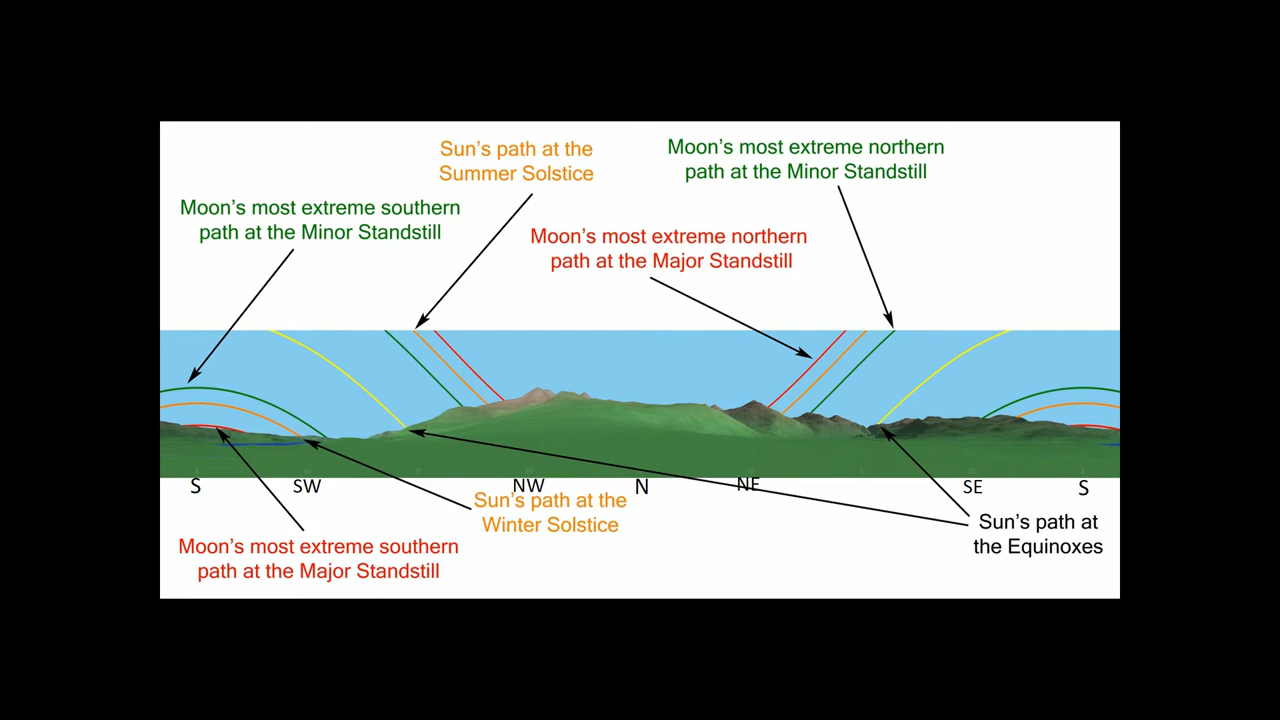 Sun's path at the
Summer Solstice
Moon's most extreme northern
path at the Minor Standstill
Moon's most extreme southern
path at the Minor Standstill
Moon's most extreme northern
path at the Major Standstill
S
SW
NW
N
NE
SE
S
Sun's path at the
Winter Solstice
Sun's path at
the Equinoxes
Moon's most extreme southern
path at the Major Standstill